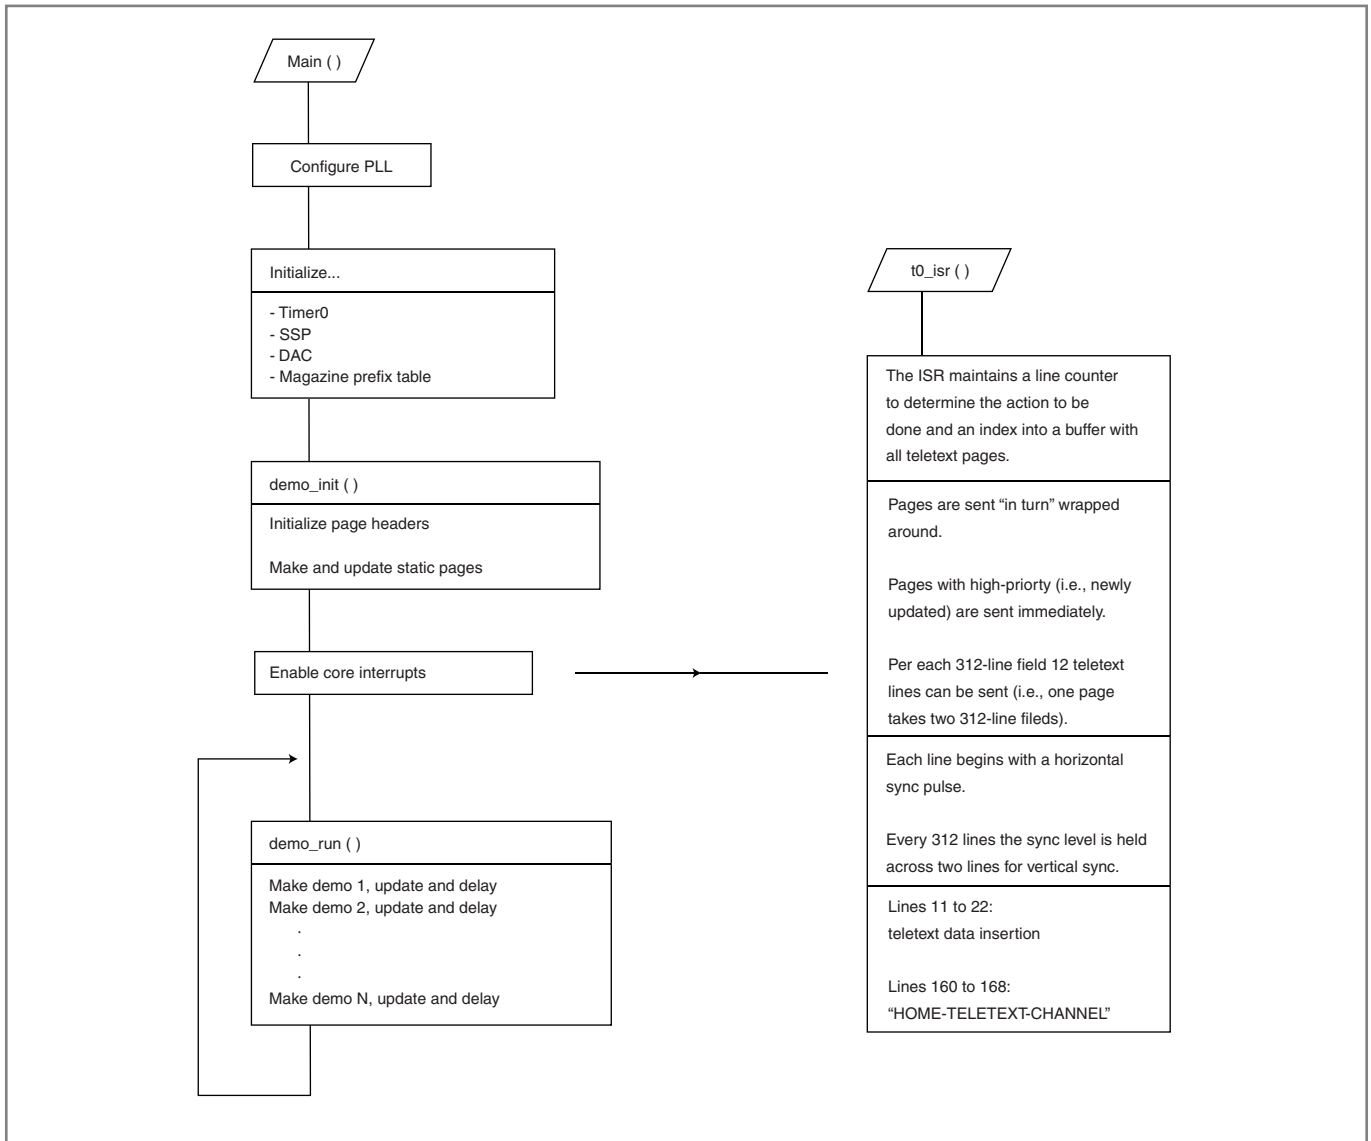 Main ( )
Configure PLL
Initialize...
- Timer0
- SSP
- DAC
- Magazine prefix table
demo_init ( )
Initialize page headers
Make and update static pages
Enable core interrupts
demo_run ( )
Make demo 1, update and delay
Make demo 2, update and delay
.
.
.
Make demo N, update and delay
t0_isr ( )
The ISR maintains a line counter
to determine the action to be
done and an index into a buffer with
all teletext pages.
Pages are sent “in turn” wrapped
around.
Pages with high-priorty (i.e., newly
updated) are sent immediately.
Per each 312-line field 12 teletext
lines can be sent (i.e., one page
takes two 312-line fileds).
Each line begins with a horizontal
sync pulse.
Every 312 lines the sync level is held
across two lines for vertical sync.
Lines 11 to 22:
teletext data insertion
Lines 160 to 168:
“HOME-TELETEXT-CHANNEL”